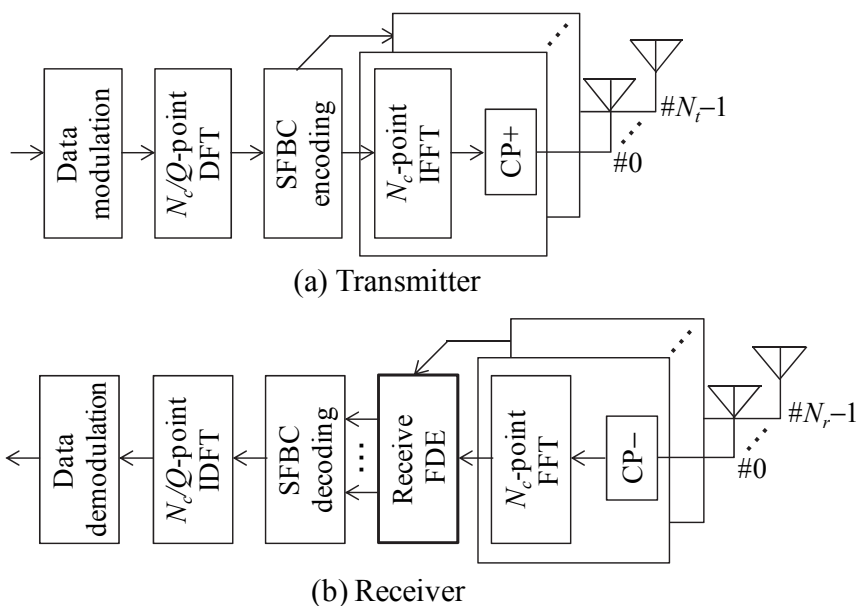 Data
modulation
N_c/Q-point
DFT
SFBC
encoding
N_c-point
IFFT
CP+
#0
#N_t–1
(a) Transmitter
Data
demodulation
N_c/Q-point
IDFT
SFBC
decoding
Receive
FDE
N_c-point
FFT
CP−
#0
#N_r–1
(b) Receiver